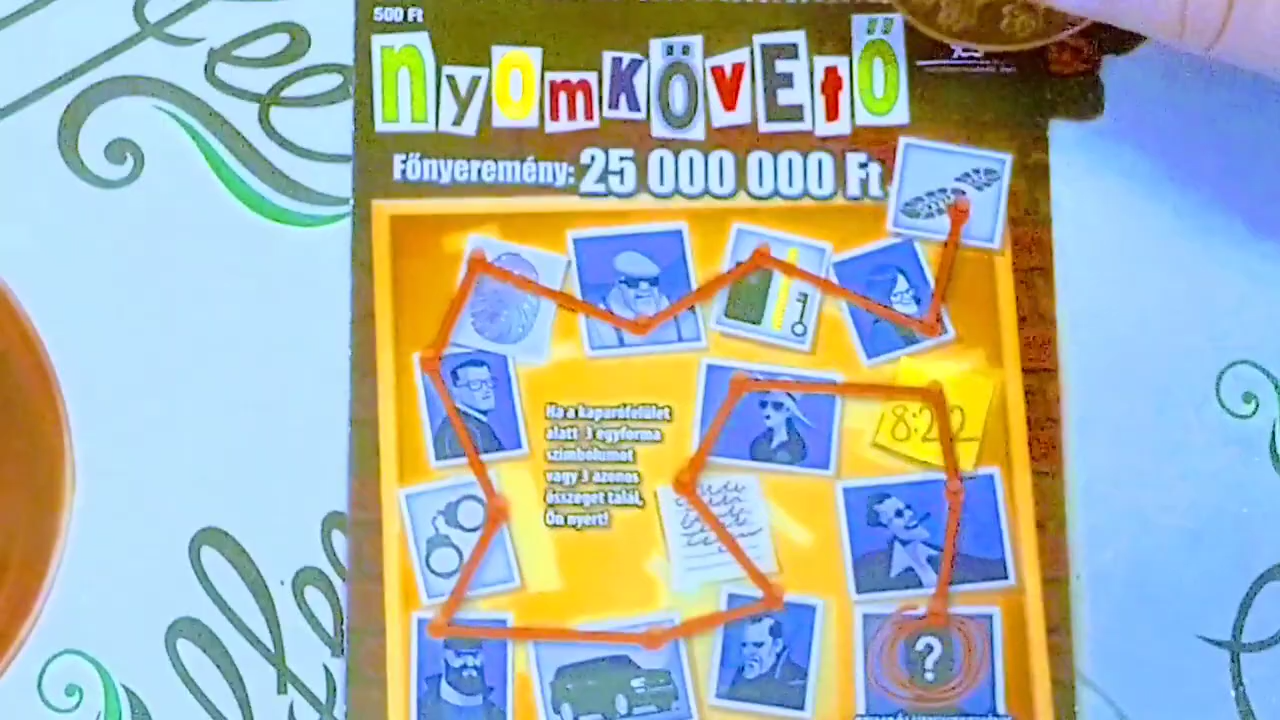 500 Ft
nyomKÖVEtő
Főnyeremény: 25 000 000 Ft
8:22
Ha a kaparófelület
alatt 3 egyforma
szimbólumot
vagy 3 azonos
összeget talál,
Ön nyert!
?